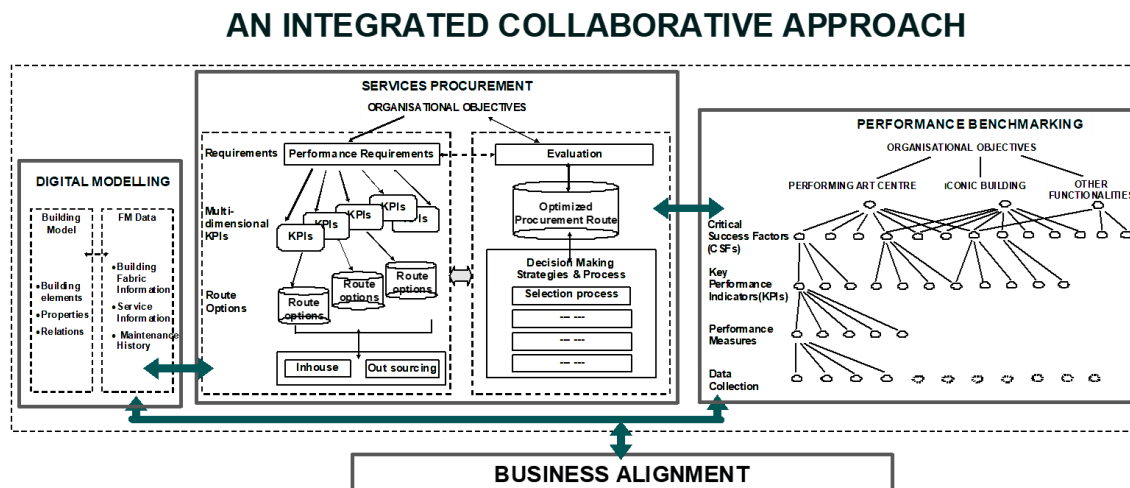 AN INTEGRATED COLLABORATIVE APPROACH
DIGITAL MODELLING
Building
Model
FM Data
•Building
elements
•Properties
•Relations
•Building
Fabric
Information
•Service
Information
• Maintenance
History
SERVICES PROCUREMENT
ORGANISATIONAL OBJECTIVES
Requirements
Performance Requirements
Multi-
dimensional
KPIs
KPIs
KPIs
KPIs
KPIs
KPIs
Route
Options
Route
options
Route
options
Route
options
Inhouse
Out sourcing
Evaluation
Optimized
Procurement Route
Decision Making
Strategies & Process
Selection process
--- ---
--- ---
--- ---
PERFORMANCE BENCHMARKING
ORGANISATIONAL OBJECTIVES
PERFORMING ART CENTRE
iCONIC BUILDING
OTHER
FUNCTIONALITIES
Critical
Success Factors
(CSFs)
Key
Performance
Indicators(KPIs)
Performance
Measures
Data
Collection
BUSINESS ALIGNMENT